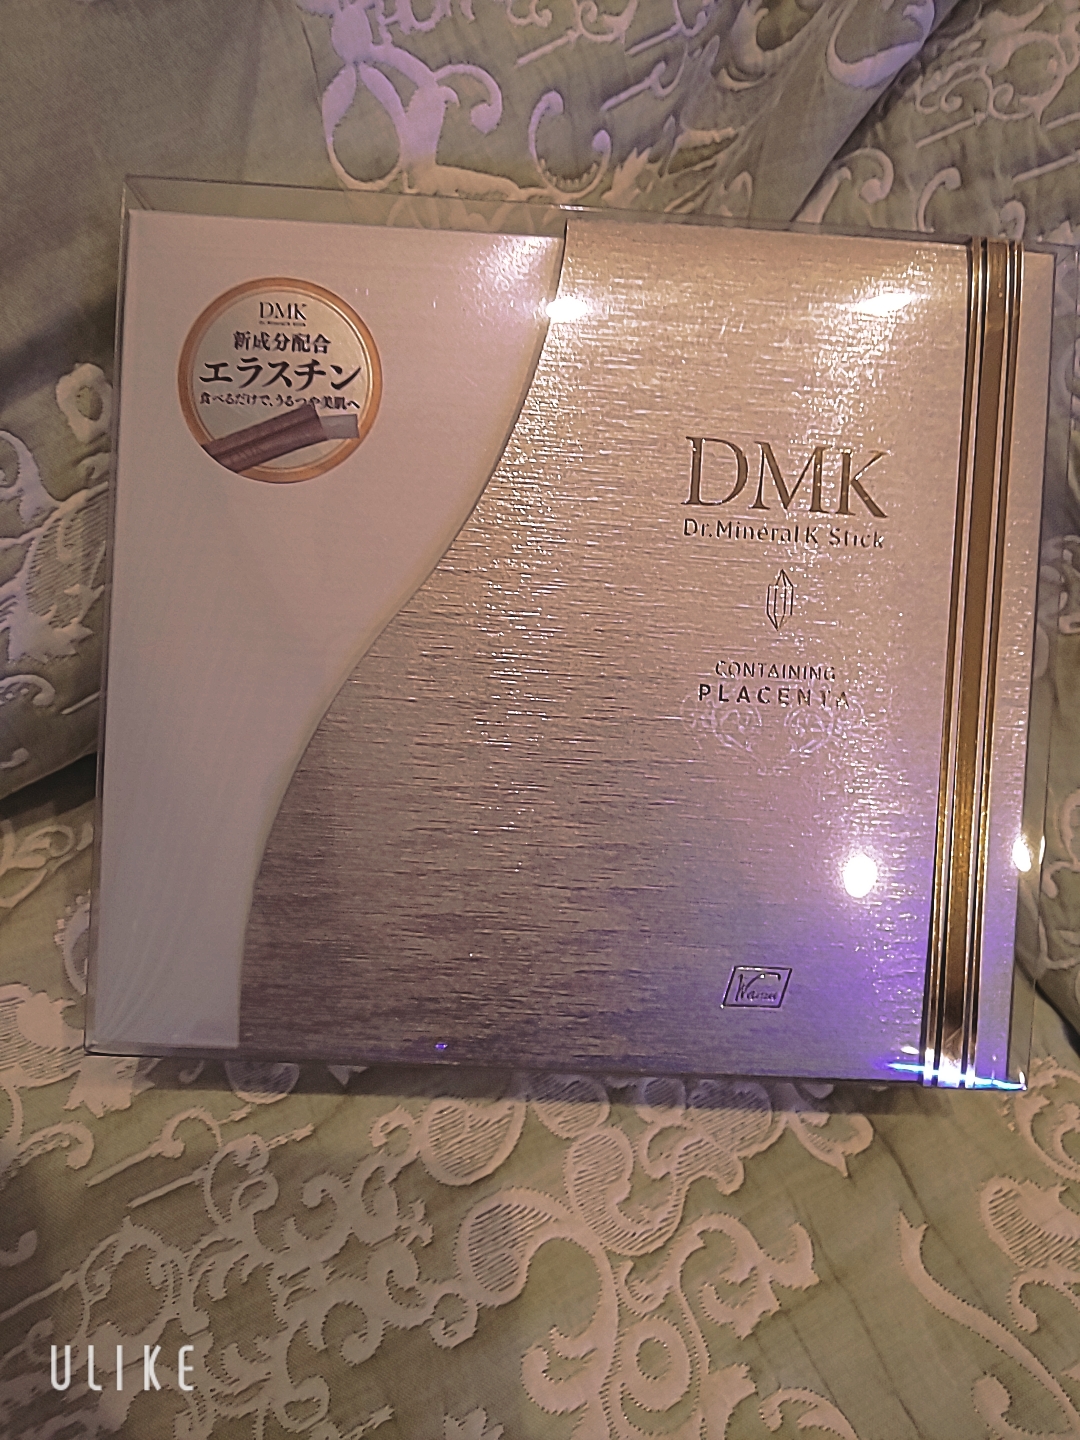 DMK
新成分配合
エラスチン
食べるだけで、うるつや美肌へ
DMK
Dr.Mineral K Stick
CONTAINING
PLACENTA
ULIKE